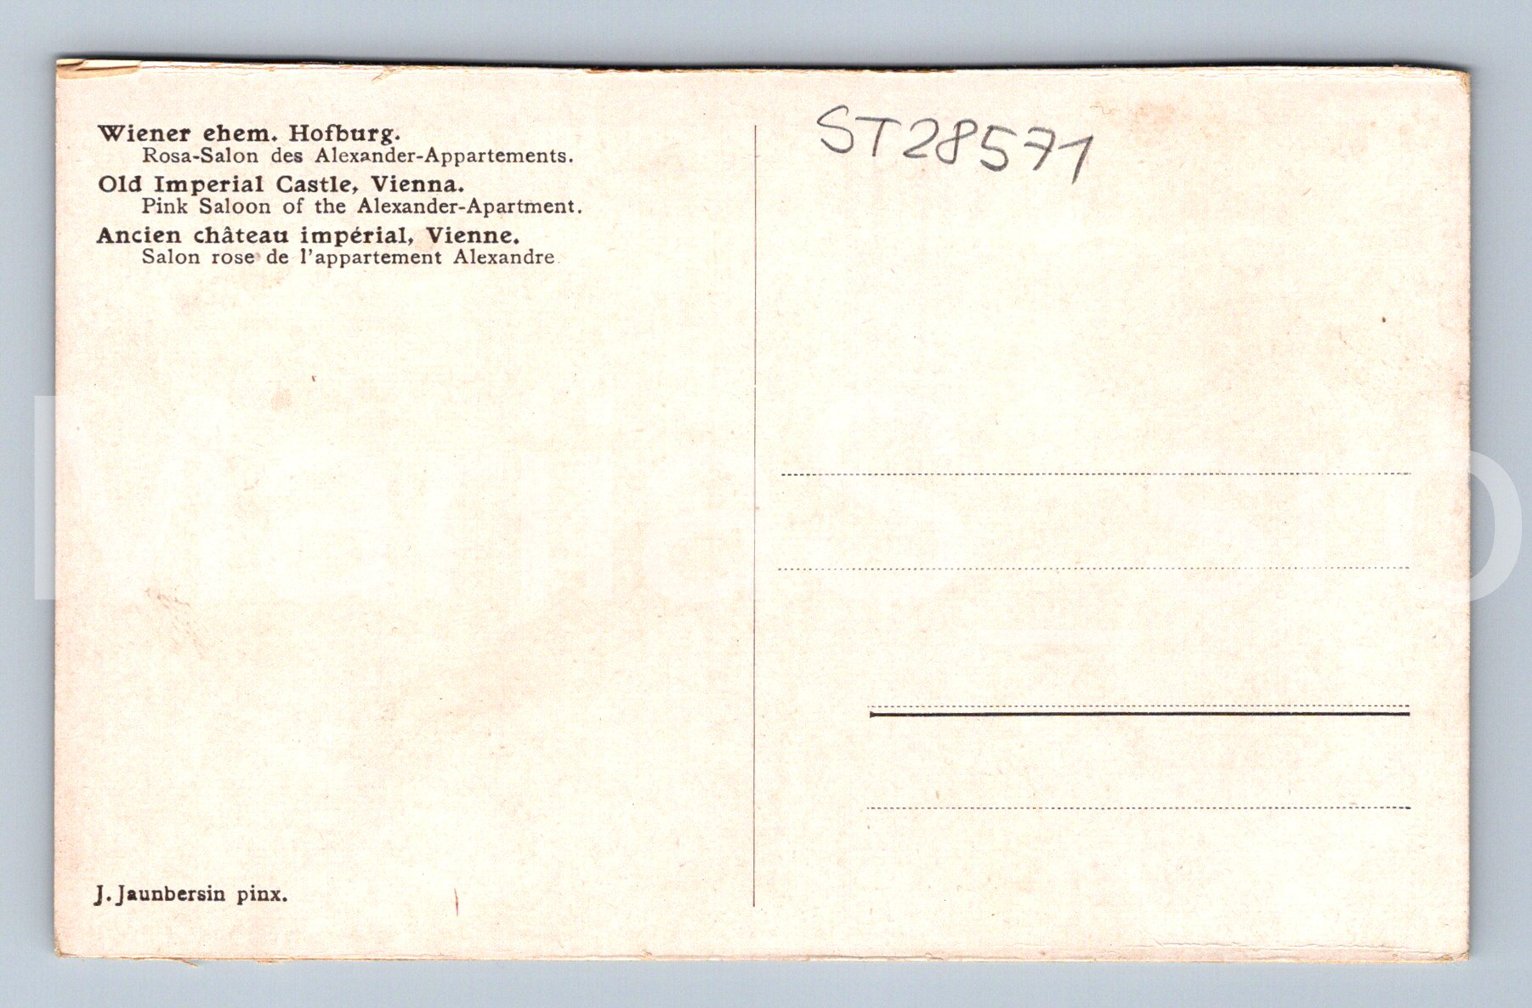 Wiener ehem. Hofburg.
Rosa-Salon des Alexander-Appartements.
Old Imperial Castle, Vienna.
Pink Saloon of the Alexander-Apartment.
Ancien château impérial, Vienne.
Salon rose de l'appartement Alexandre
ST28571
J. Jaunbersin pinx.